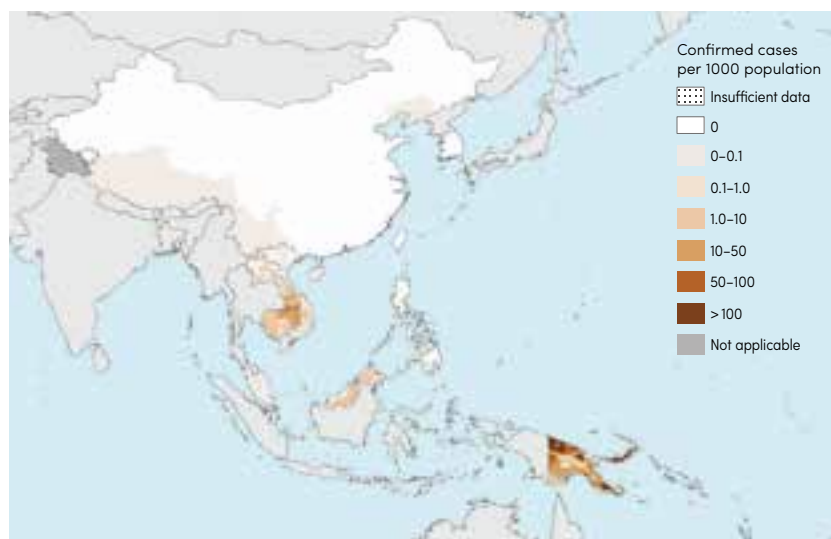 Confirmed cases
per 1000 population
Insufficient data
0
0–0.1
0.1–1.0
1.0–10
10–50
50–100
>100
Not applicable